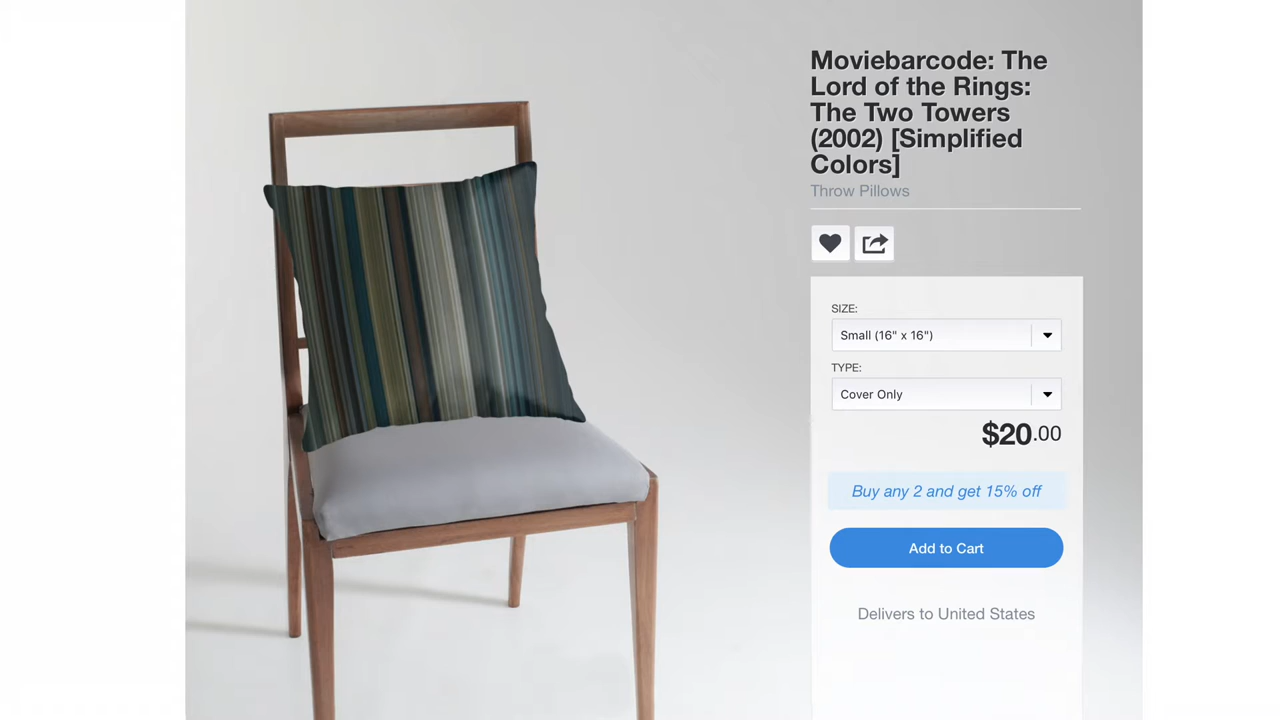 Moviebarcode: The
Lord of the Rings:
The Two Towers
(2002) [Simplified
Colors]
Throw Pillows
SIZE:
Small (16" x 16")
TYPE:
Cover Only
$20.00
Buy any 2 and get 15% off
Add to Cart
Delivers to United States